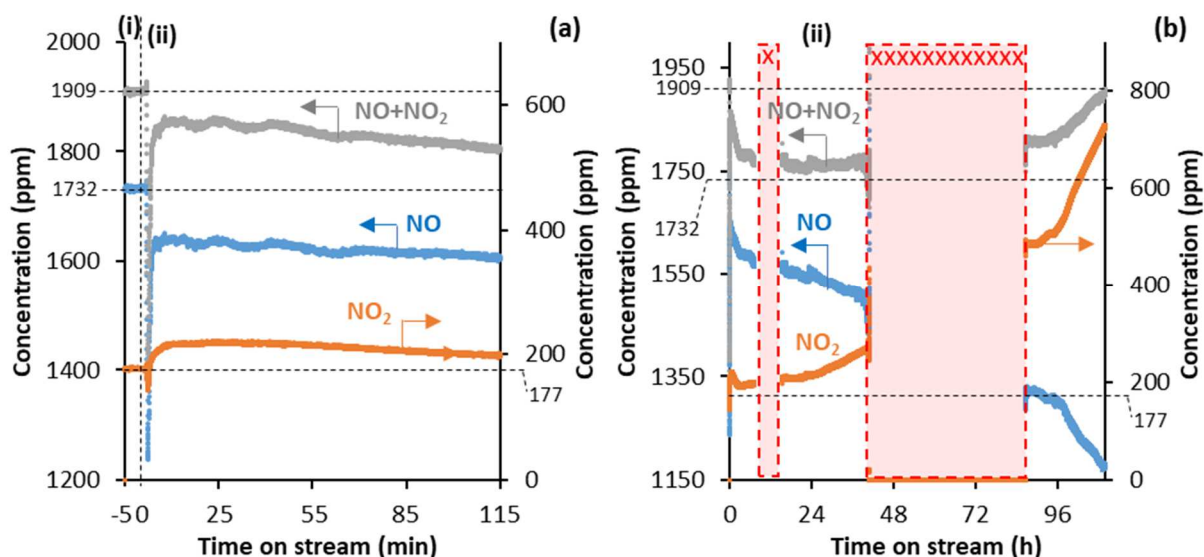 (i) (ii) (a)
Concentration (ppm)
2000
1909
1800
1732
1600
1400
1200
NO+NO₂
NO
NO₂
600
400
200
177
0
Concentration (ppm)
-5 0 25 55 85 115
Time on stream (min)
(ii) (b)
X XXXXXXXXXXXX
Concentration (ppm)
1950
1909
1750
1732
1550
1350
1150
NO+NO₂
NO
NO₂
800
600
400
200
177
0
Concentration (ppm)
0 24 48 72 96
Time on stream (h)